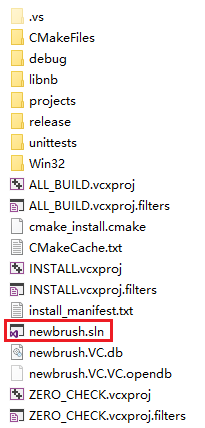 .vs
CMakeFiles
debug
libnb
projects
release
unittests
Win32
ALL_BUILD.vcxproj
ALL_BUILD.vcxproj.filters
cmake_install.cmake
CMakeCache.txt
INSTALL.vcxproj
INSTALL.vcxproj.filters
install_manifest.txt
newbrush.sln
newbrush.VC.db
newbrush.VC.VC.opendb
ZERO_CHECK.vcxproj
ZERO_CHECK.vcxproj.filters